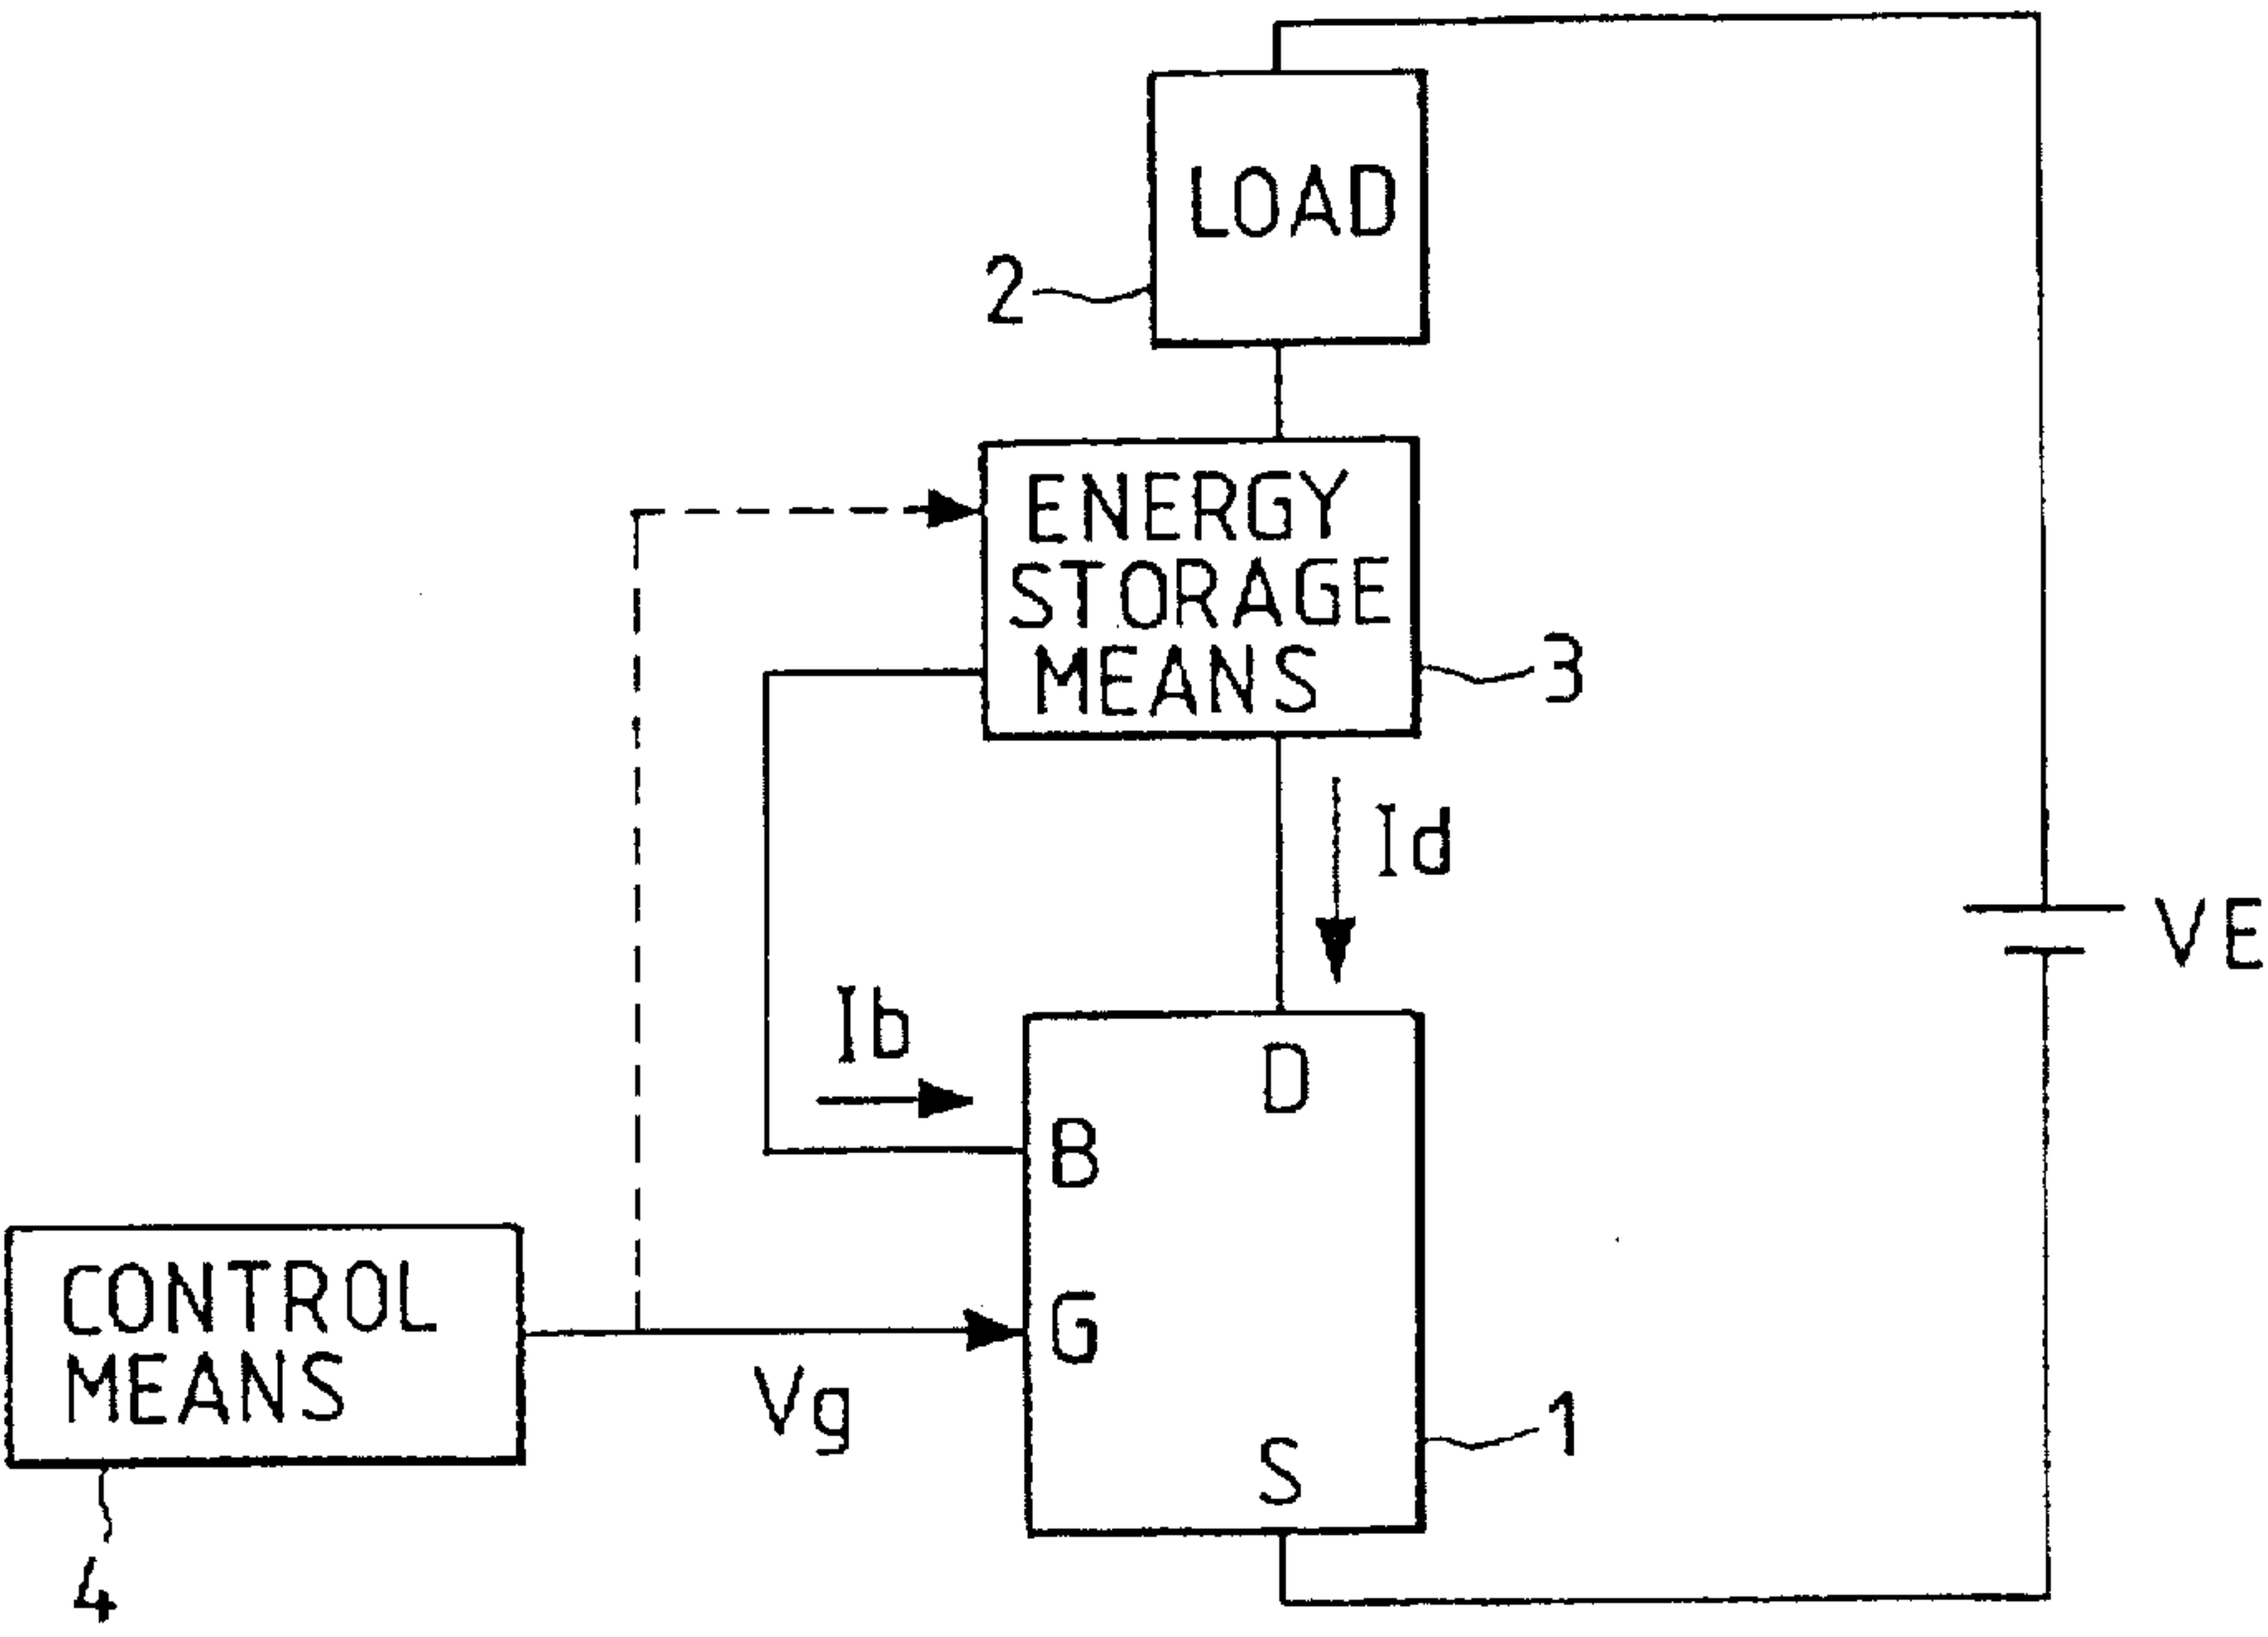 LOAD
2
ENERGY
STORAGE
MEANS
3
Id
VE
Ib
D
B
CONTROL
MEANS
G
Vg
1
S
4